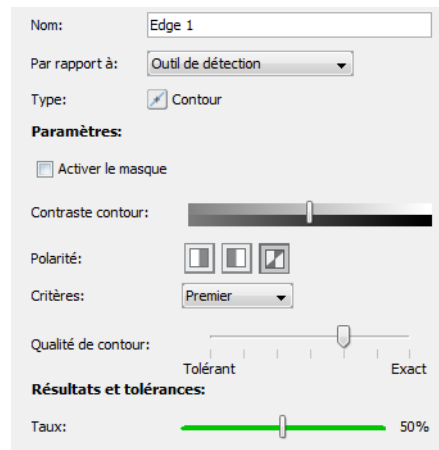 Nom: Edge 1
Par rapport à: Outil de détection
Type: Contour
Paramètres:
Activer le masque
Contraste contour:
Polarité:
Critères: Premier
Qualité de contour:
Tolérant Exact
Résultats et tolérances:
Taux: 50%